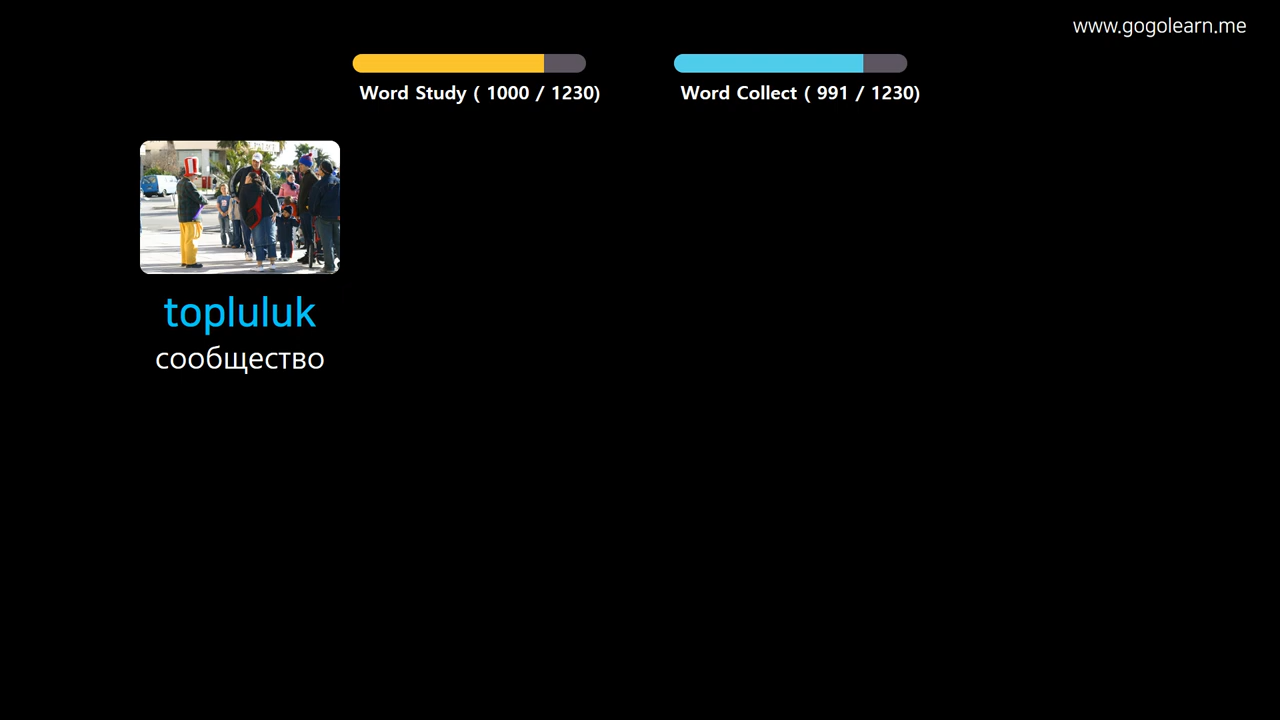 www.gogolearn.me
Word Study ( 1000 / 1230)
Word Collect ( 991 / 1230)
topluluk
сообщество